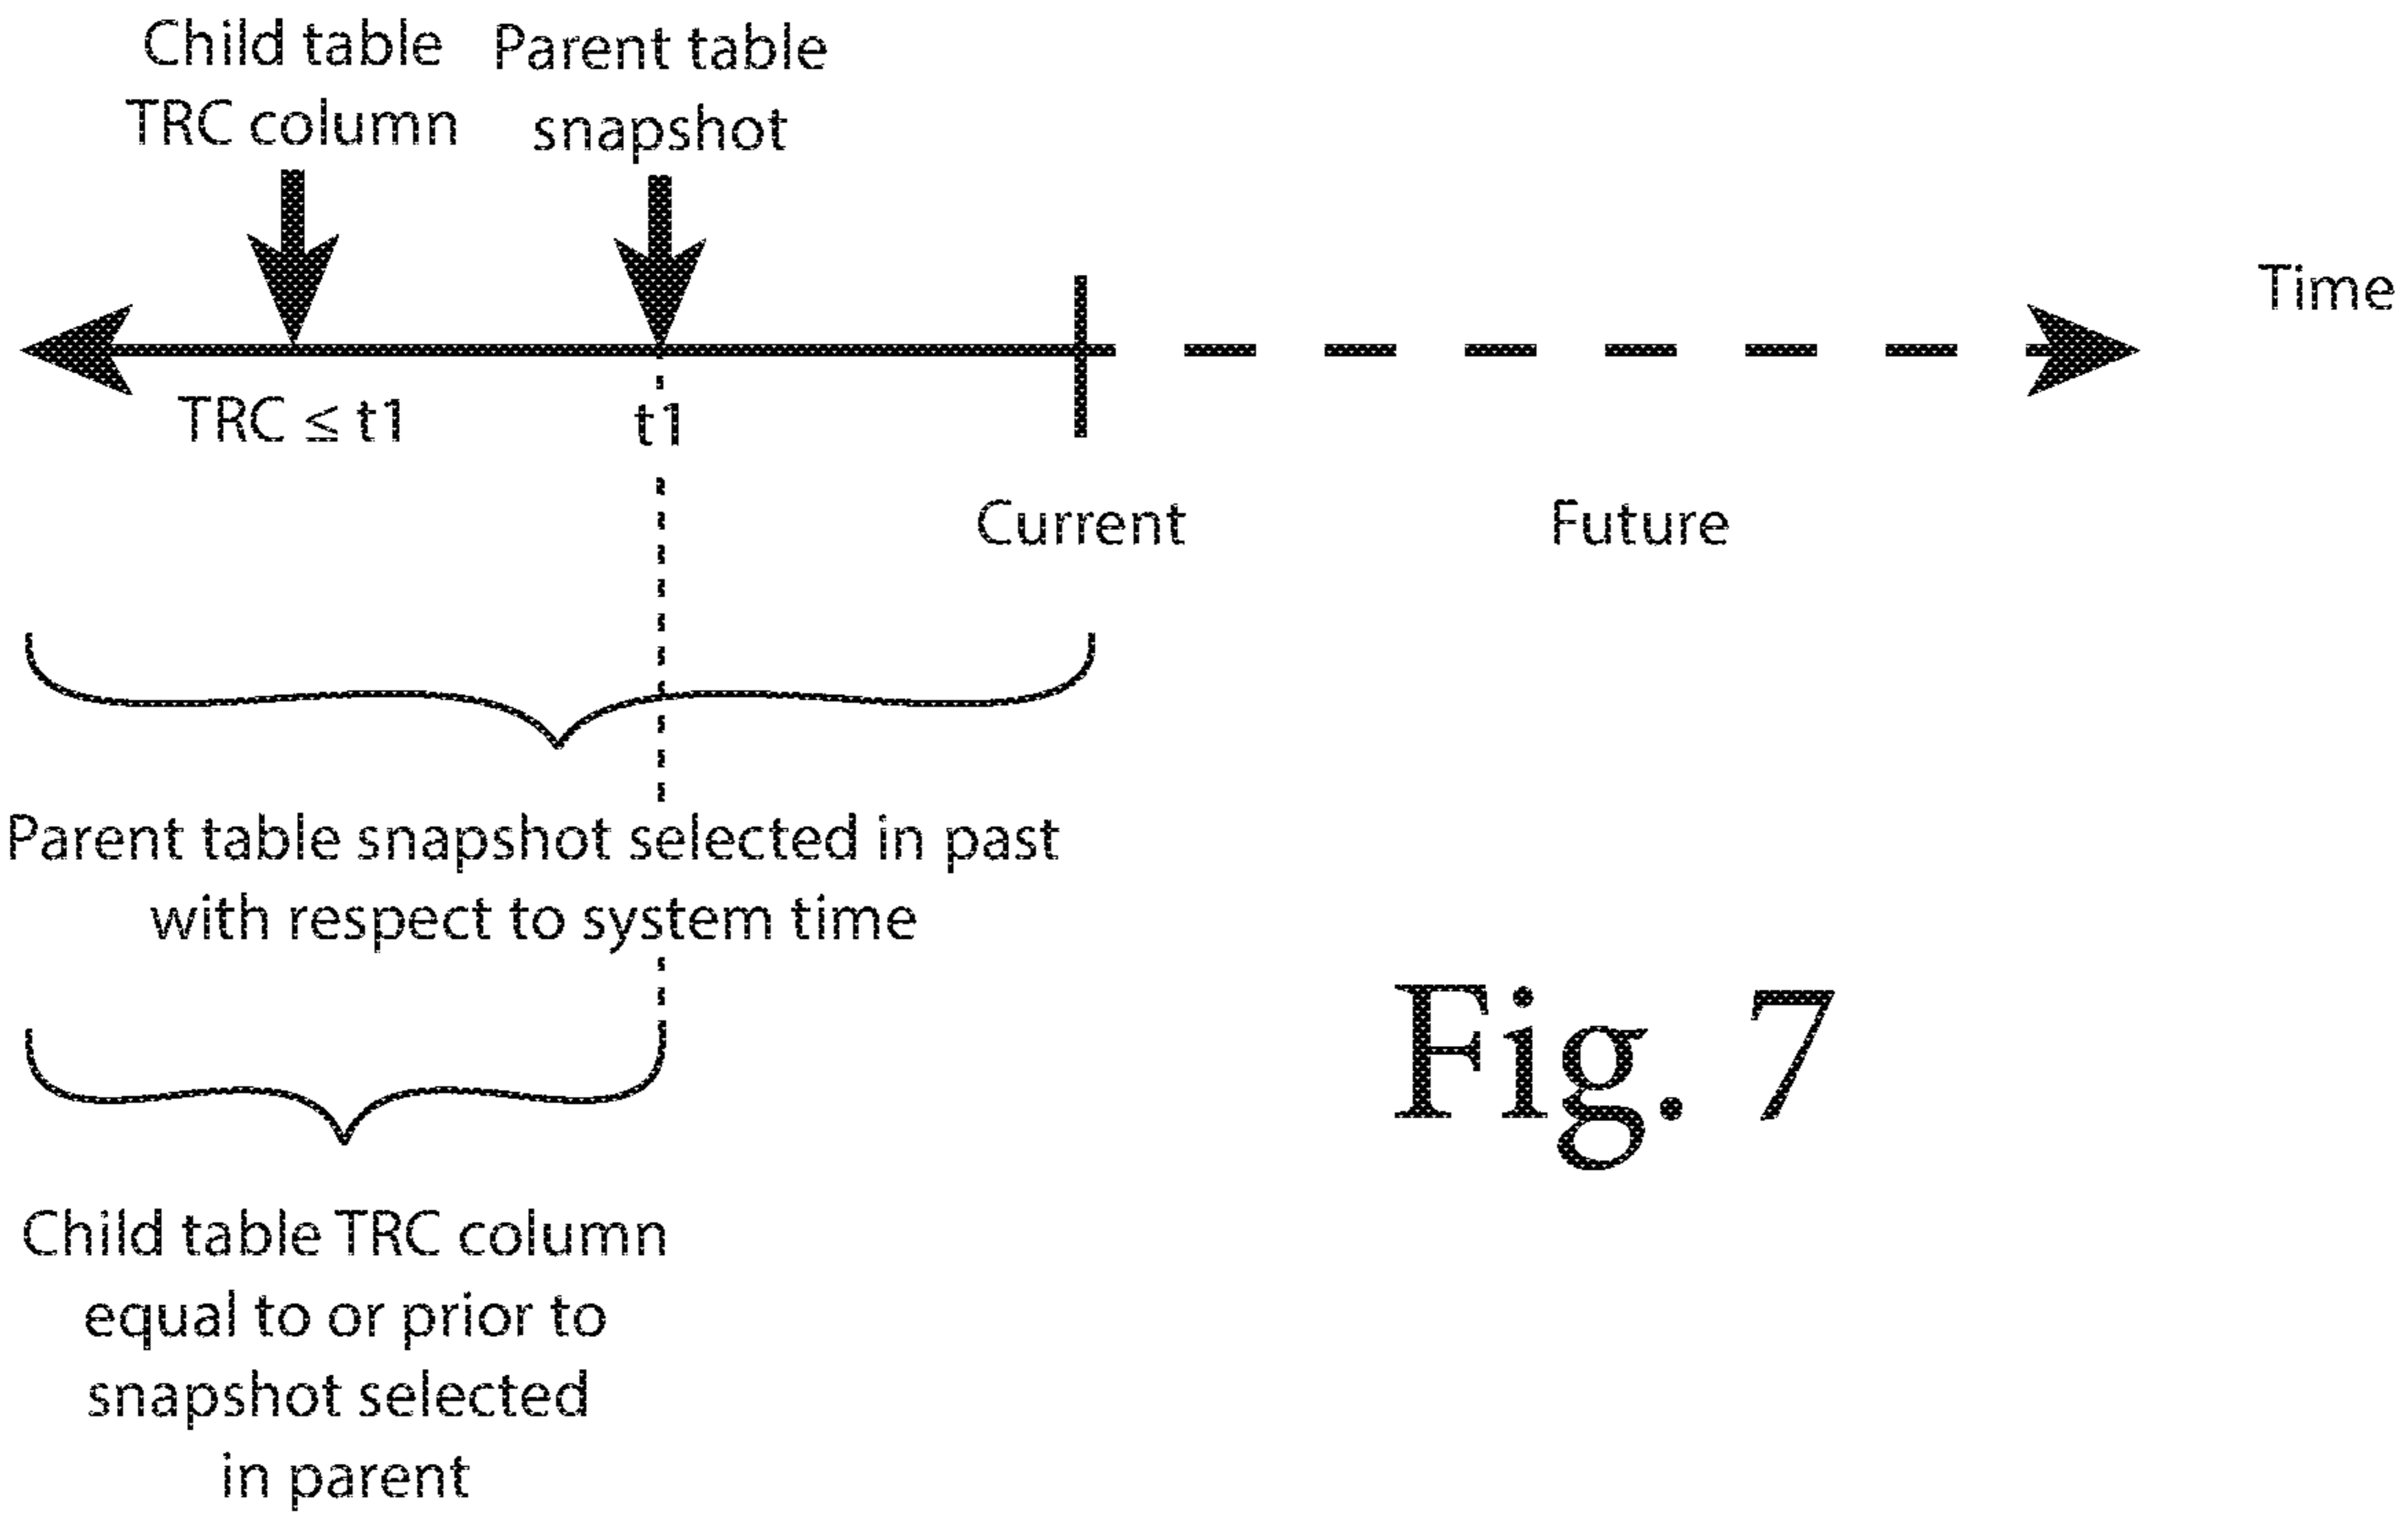 Child table
TRC column
Parent table
snapshot
Time
TRC ≤ t1
t1
Current
Future
Parent table snapshot selected in past
with respect to system time
Fig. 7
Child table TRC column
equal to or prior to
snapshot selected
in parent